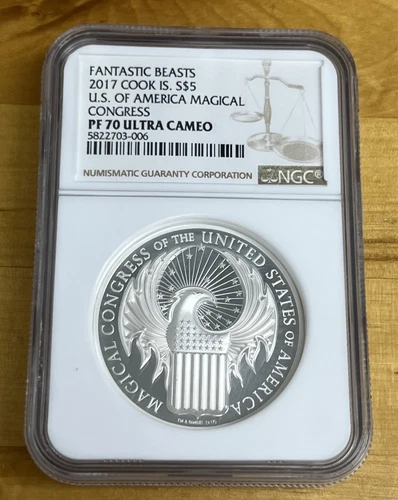 FANTASTIC BEASTS
2017 COOK IS. S$5
U.S. OF AMERICA MAGICAL
CONGRESS
PF 70 ULTRA CAMEO
5822703-006
NUMISMATIC GUARANTY CORPORATION
NGC®
MAGICAL CONGRESS OF THE UNITED STATES OF AMERICA